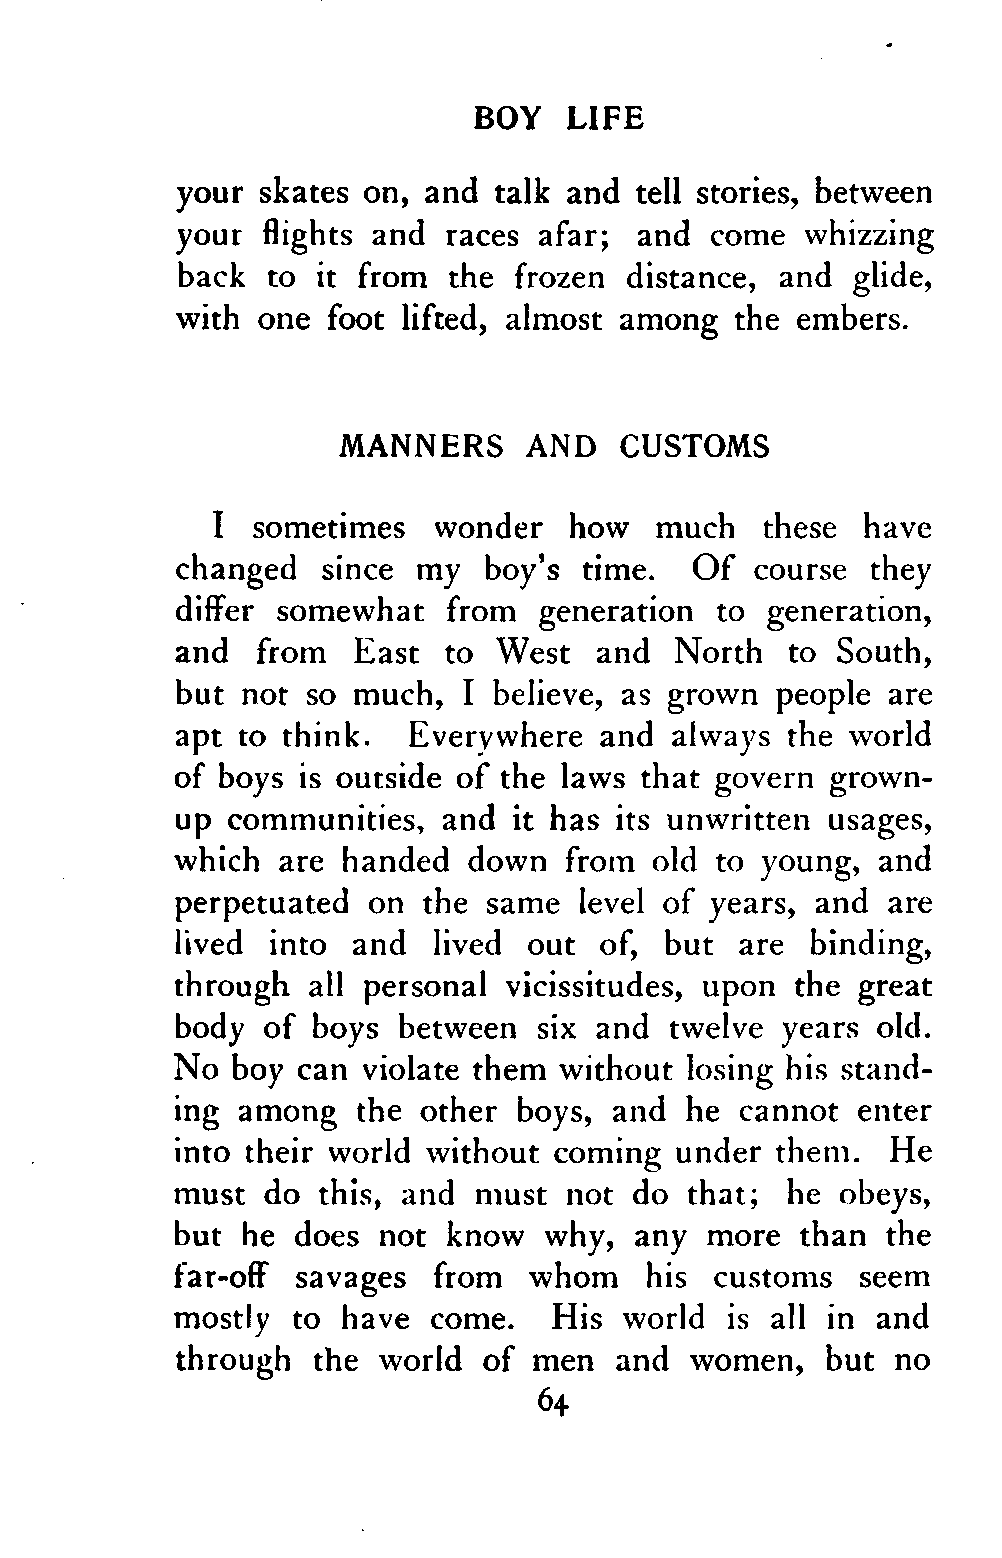 BOY LIFE
your skates on, and talk and tell stories, between
your flights and races afar; and come whizzing
back to it from the frozen distance, and glide,
with one foot lifted, almost among the embers.
MANNERS AND CUSTOMS
I sometimes wonder how much these have
changed since my boy's time. Of course they
differ somewhat from generation to generation,
and from East to West and North to South,
but not so much, I believe, as grown people are
apt to think. Everywhere and always the world
of boys is outside of the laws that govern grown-
up communities, and it has its unwritten usages,
which are handed down from old to young, and
perpetuated on the same level of years, and are
lived into and lived out of, but are binding,
through all personal vicissitudes, upon the great
body of boys between six and twelve years old.
No boy can violate them without losing his stand-
ing among the other boys, and he cannot enter
into their world without coming under them. He
must do this, and must not do that; he obeys,
but he does not know why, any more than the
far-off savages from whom his customs seem
mostly to have come. His world is all in and
through the world of men and women, but no
64